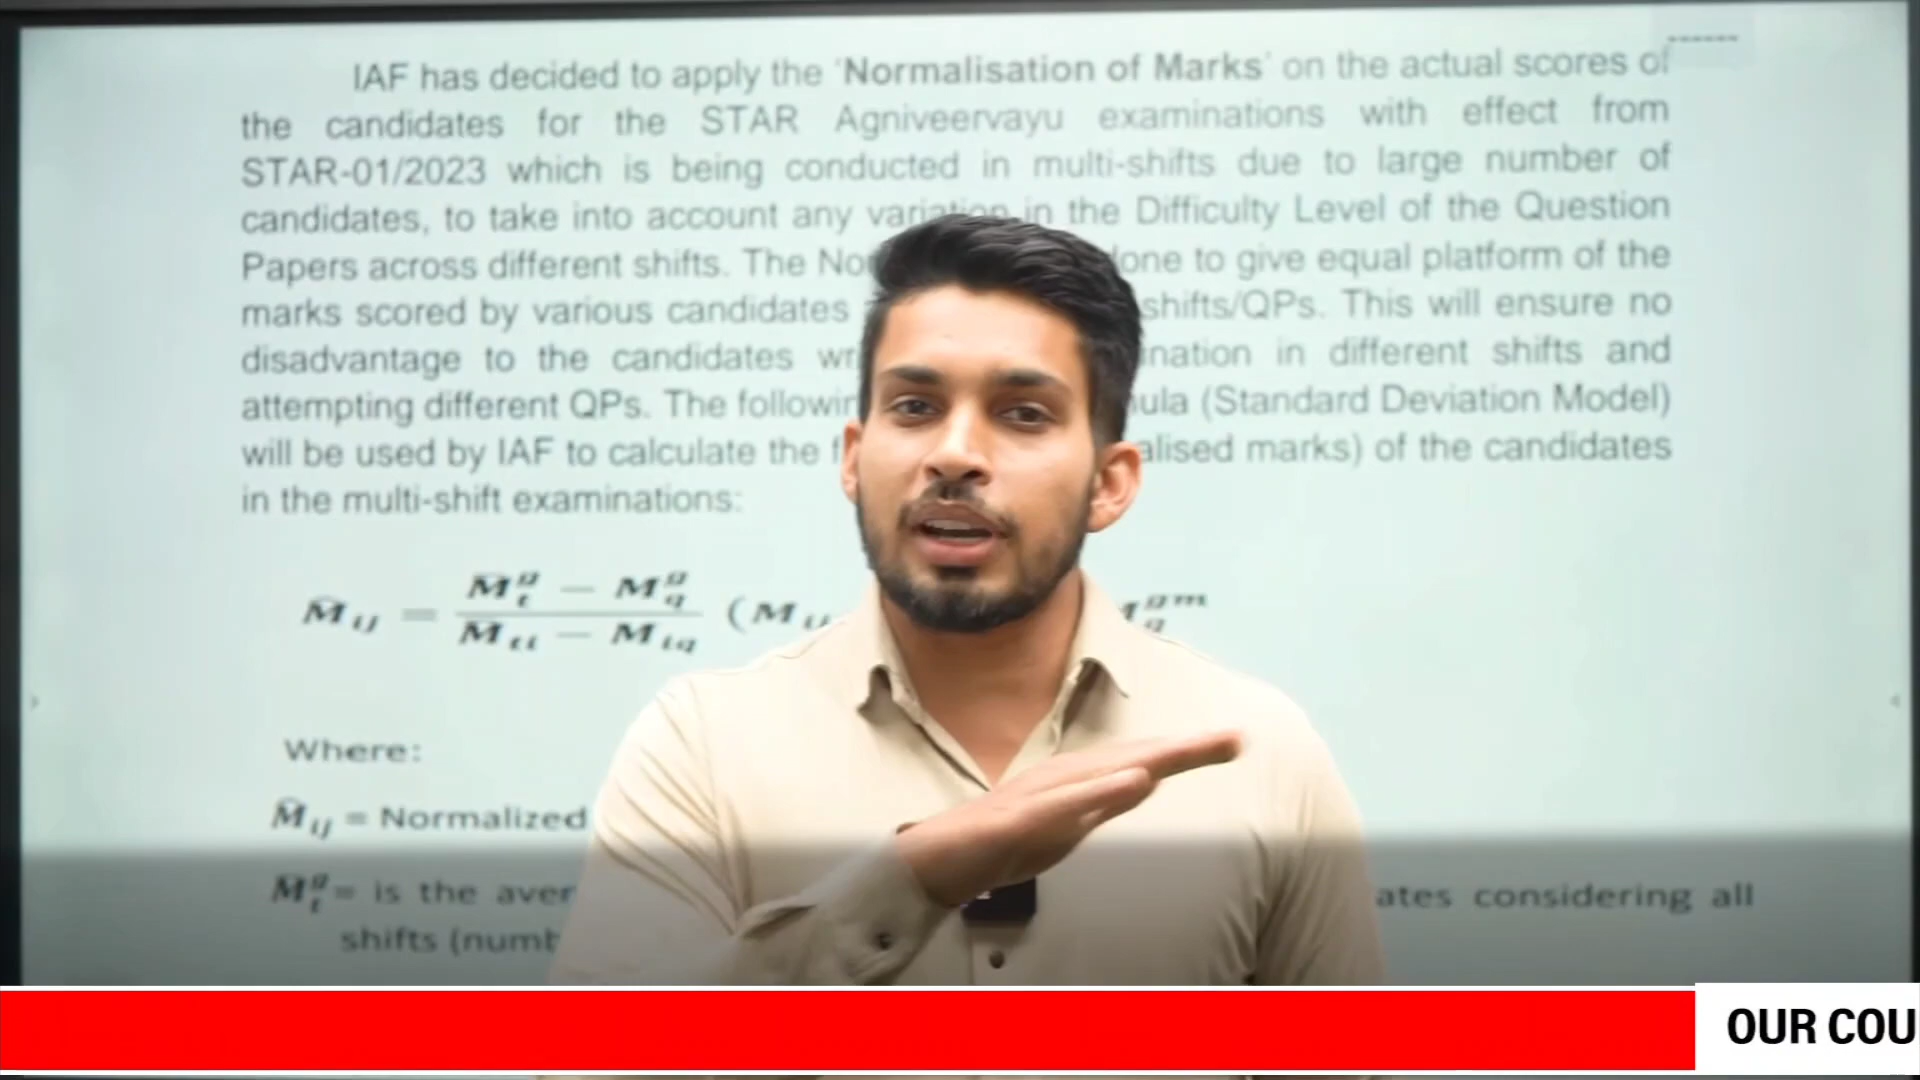 IAF has decided to apply the 'Normalisation of Marks' on the actual scores of
the candidates for the STAR Agniveervayu examinations with effect from
STAR-01/2023 which is being conducted in multi-shifts due to large number of
candidates, to take into account any variation in the Difficulty Level of the Question
Papers across different shifts. The No one to give equal platform of the
marks scored by various candidates shifts/QPs. This will ensure no
disadvantage to the candidates wr nation in different shifts and
attempting different QPs. The followin ula (Standard Deviation Model)
will be used by IAF to calculate the f alised marks) of the candidates
in the multi-shift examinations:
Where:
= Normalized
= is the aver ates considering all
shifts (numb
OUR COU